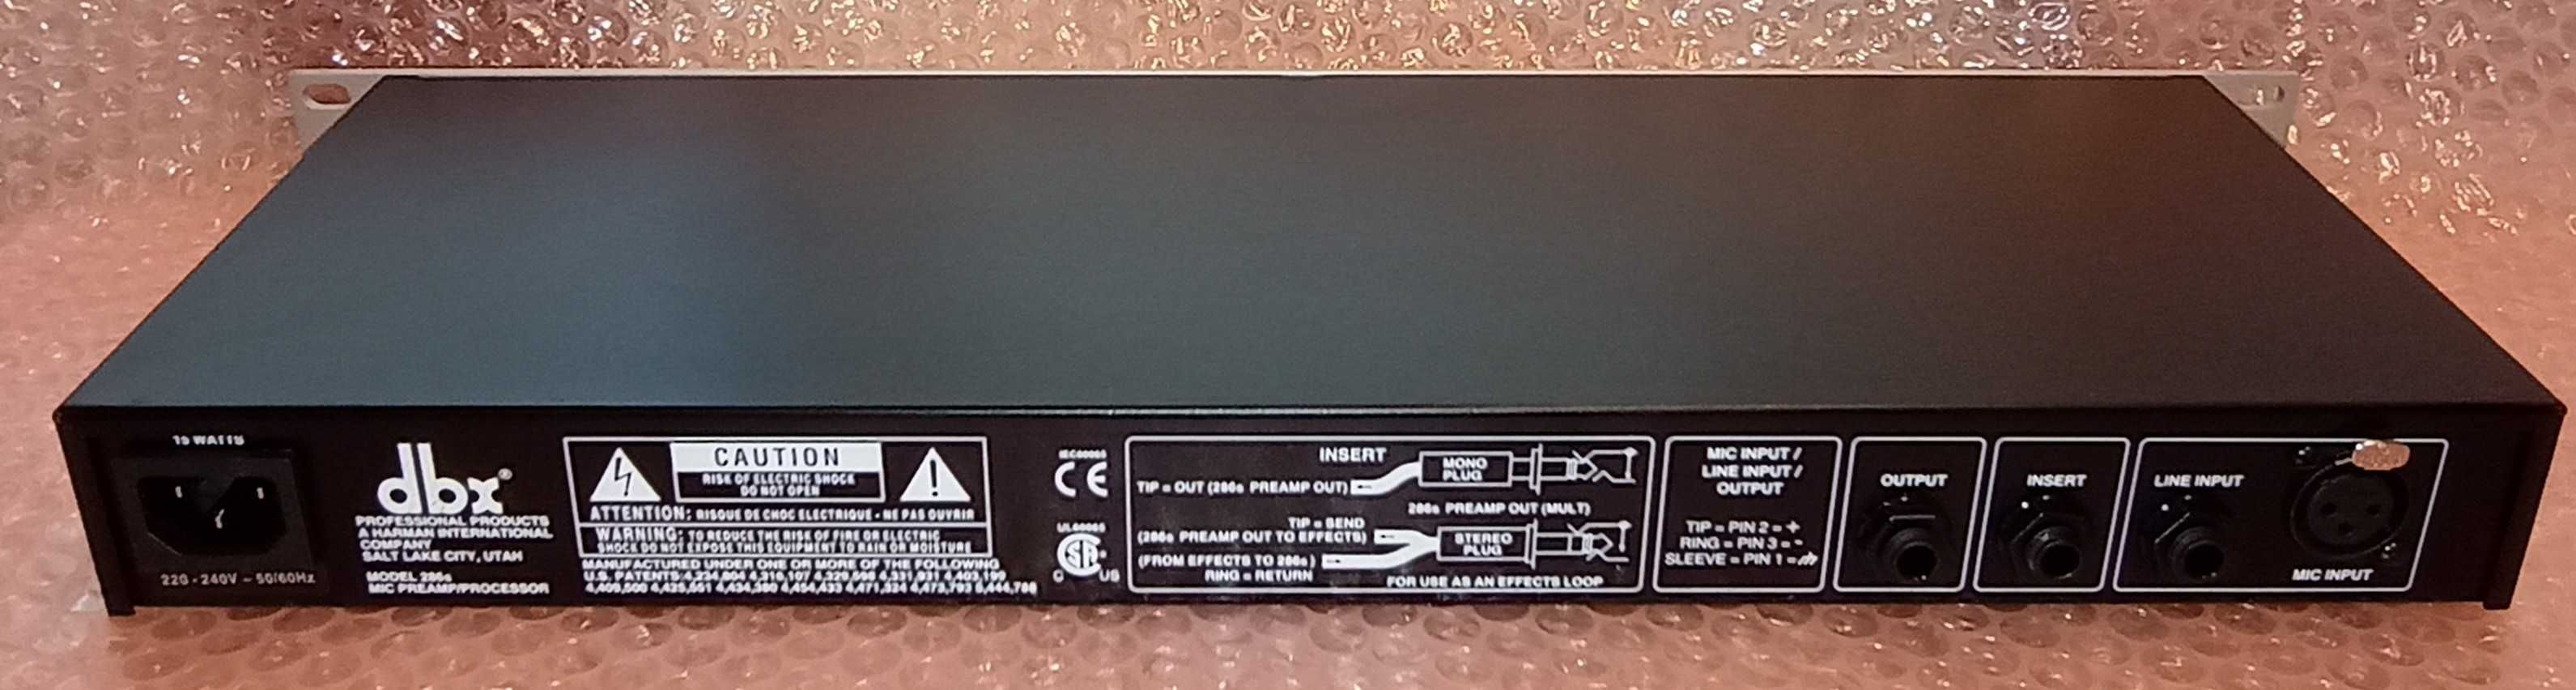 15 WATTS
220-240V ~ 50/60Hz
dbx®
PROFESSIONAL PRODUCTS
A HARMAN INTERNATIONAL
COMPANY
SALT LAKE CITY, UTAH
MODEL 286s
MIC PREAMP/PROCESSOR
CAUTION
RISK OF ELECTRIC SHOCK
DO NOT OPEN
ATTENTION: RISQUE DE CHOC ELECTRIQUE - NE PAS OUVRIR
WARNING: TO REDUCE THE RISK OF FIRE OR ELECTRIC
SHOCK DO NOT EXPOSE THIS EQUIPMENT TO RAIN OR MOISTURE
MANUFACTURED UNDER ONE OR MORE OF THE FOLLOWING
U.S. PATENTS:
IEC60065
CE
UL60065
C US
INSERT
MONO
PLUG
TIP = OUT (286s PREAMP OUT)
286s PREAMP OUT (MULT)
TIP = SEND
(286s PREAMP OUT TO EFFECTS)
STEREO
PLUG
(FROM EFFECTS TO 286s)
RING = RETURN
FOR USE AS AN EFFECTS LOOP
MIC INPUT /
LINE INPUT /
OUTPUT
TIP = PIN 2 = +
RING = PIN 3 = -
SLEEVE = PIN 1 =
OUTPUT
INSERT
LINE INPUT
MIC INPUT